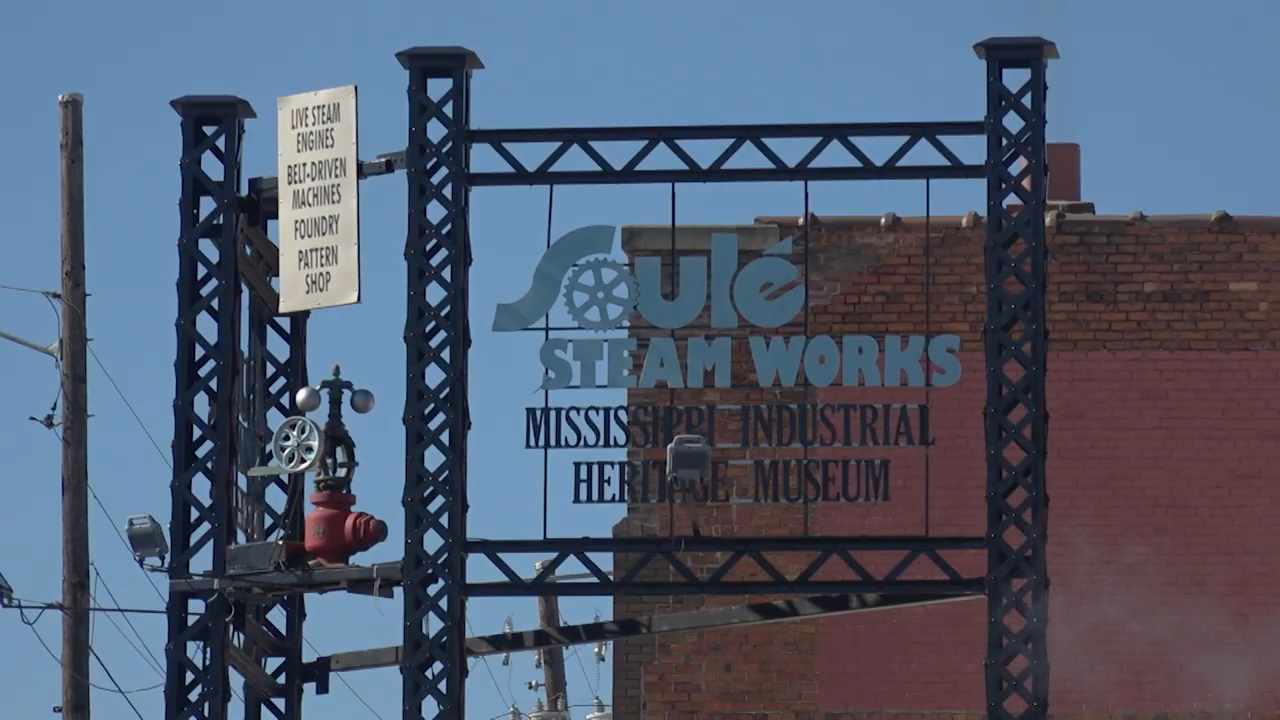 LIVE STEAM
ENGINES
BELT-DRIVEN
MACHINES
FOUNDRY
PATTERN
SHOP
Soulé
STEAM WORKS
MISSISSIPPI INDUSTRIAL
HERITAGE MUSEUM